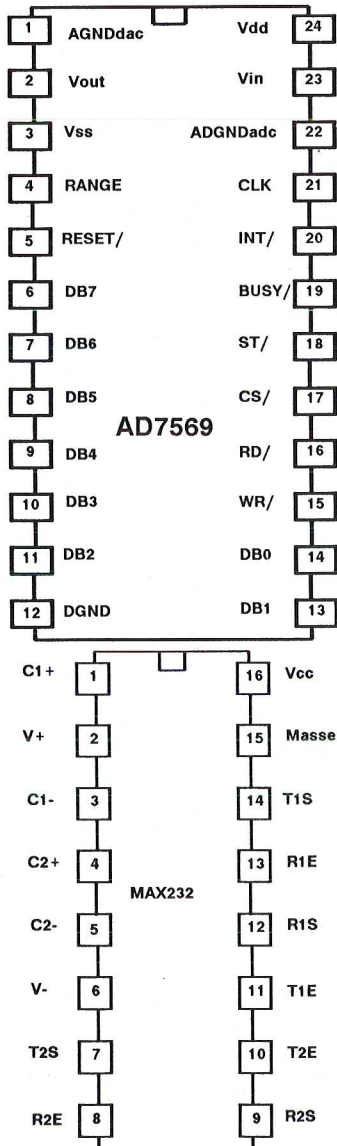 1 AGNDdac Vdd 24
2 Vout Vin 23
3 Vss ADGNDadc 22
4 RANGE CLK 21
5 RESET/ INT/ 20
6 DB7 BUSY/ 19
7 DB6 ST/ 18
8 DB5 CS/ 17
AD7569
9 DB4 RD/ 16
10 DB3 WR/ 15
11 DB2 DB0 14
12 DGND DB1 13
C1+ 1 16 Vcc
V+ 2 15 Masse
C1- 3 14 T1S
C2+ 4 13 R1E
MAX232
C2- 5 12 R1S
V- 6 11 T1E
T2S 7 10 T2E
R2E 8 9 R2S